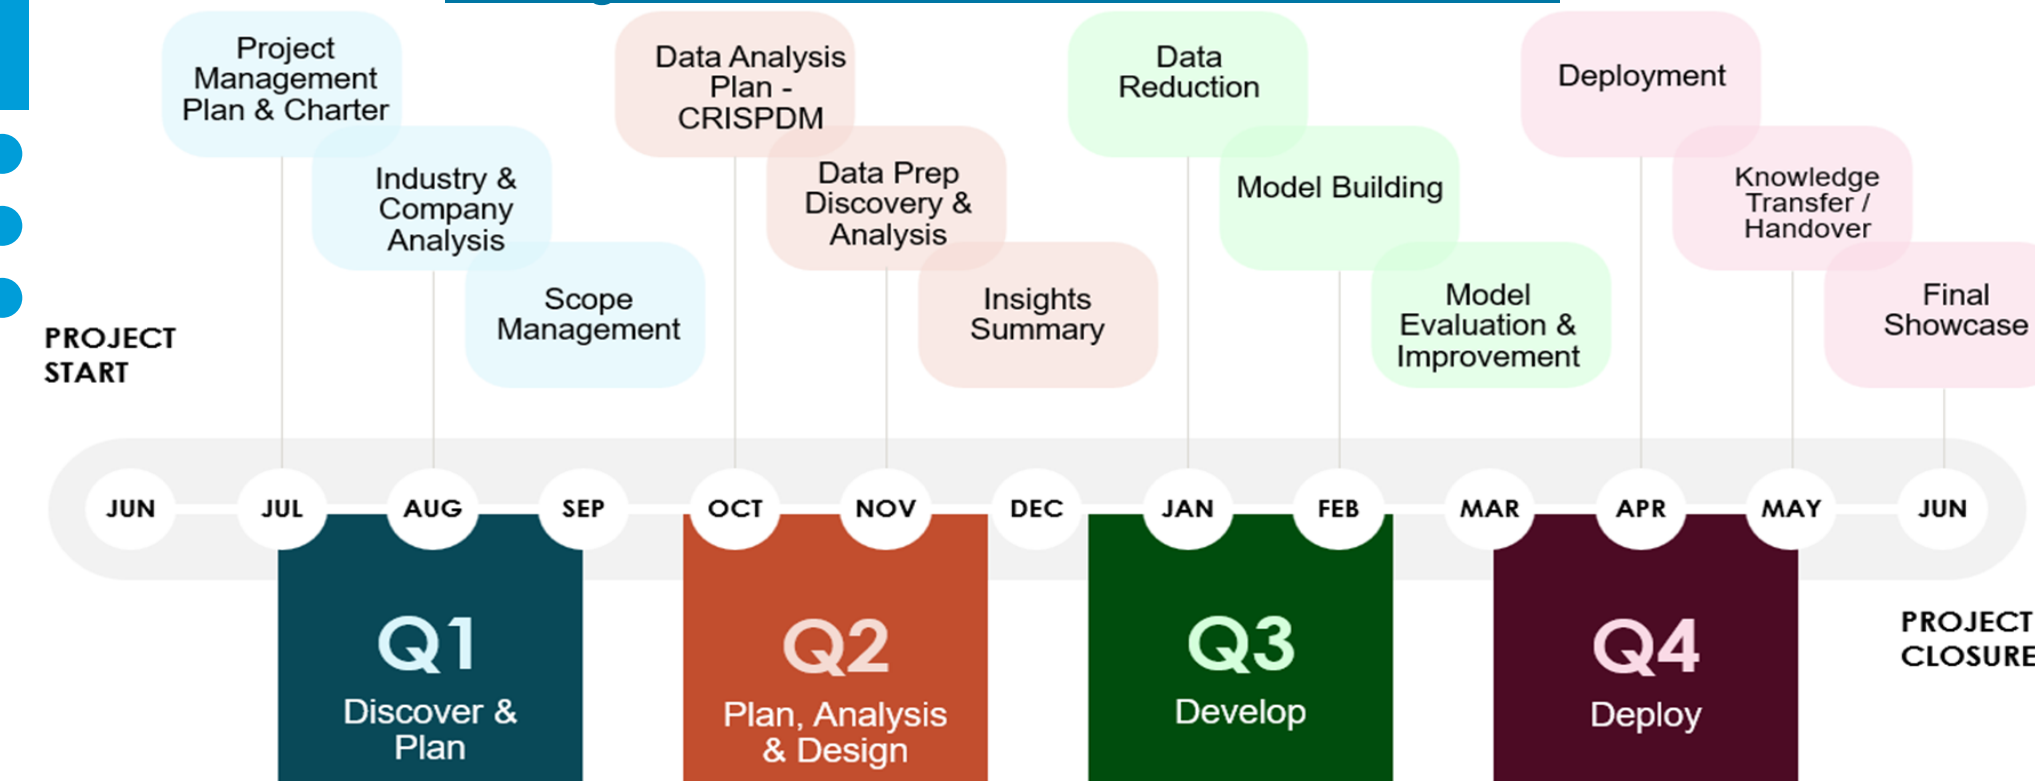 Project
Management
Plan & Charter
Industry &
Company
Analysis
Scope
Management
Data Analysis
Plan -
CRISPDM
Data Prep
Discovery &
Analysis
Insights
Summary
Data
Reduction
Model Building
Model
Evaluation &
Improvement
Deployment
Knowledge
Transfer /
Handover
Final
Showcase
PROJECT
START
JUN JUL AUG SEP OCT NOV DEC JAN FEB MAR APR MAY JUN
Q1
Discover &
Plan
Q2
Plan, Analysis
& Design
Q3
Develop
Q4
Deploy
PROJECT
CLOSURE